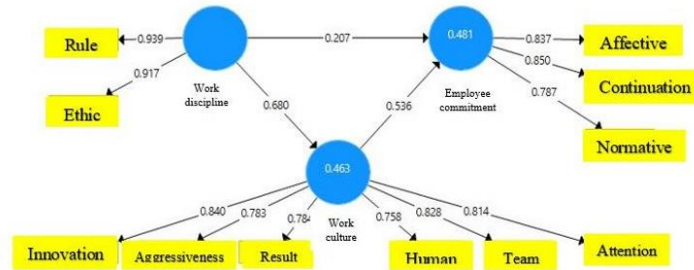 Rule
0.939
0.917
Ethic
Work
discipline
0.207
0.680
0.481
Employee
commitment
0.536
0.837
Affective
0.850
Continuation
0.787
Normative
0.463
Work
culture
0.840
0.783
0.784
0.758
0.828
0.814
Innovation
Aggressiveness
Result
Human
Team
Attention